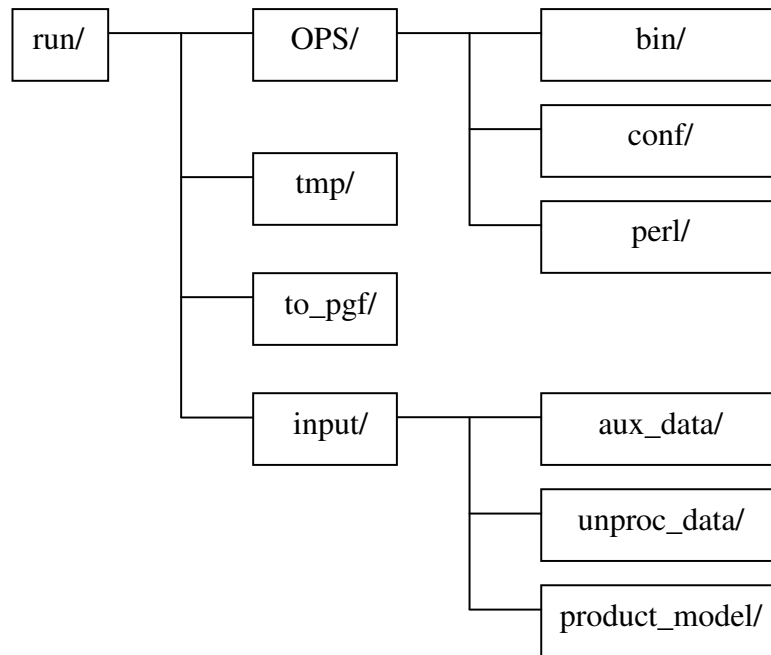 run/
OPS/
bin/
conf/
tmp/
perl/
to_pgf/
input/
aux_data/
unproc_data/
product_model/